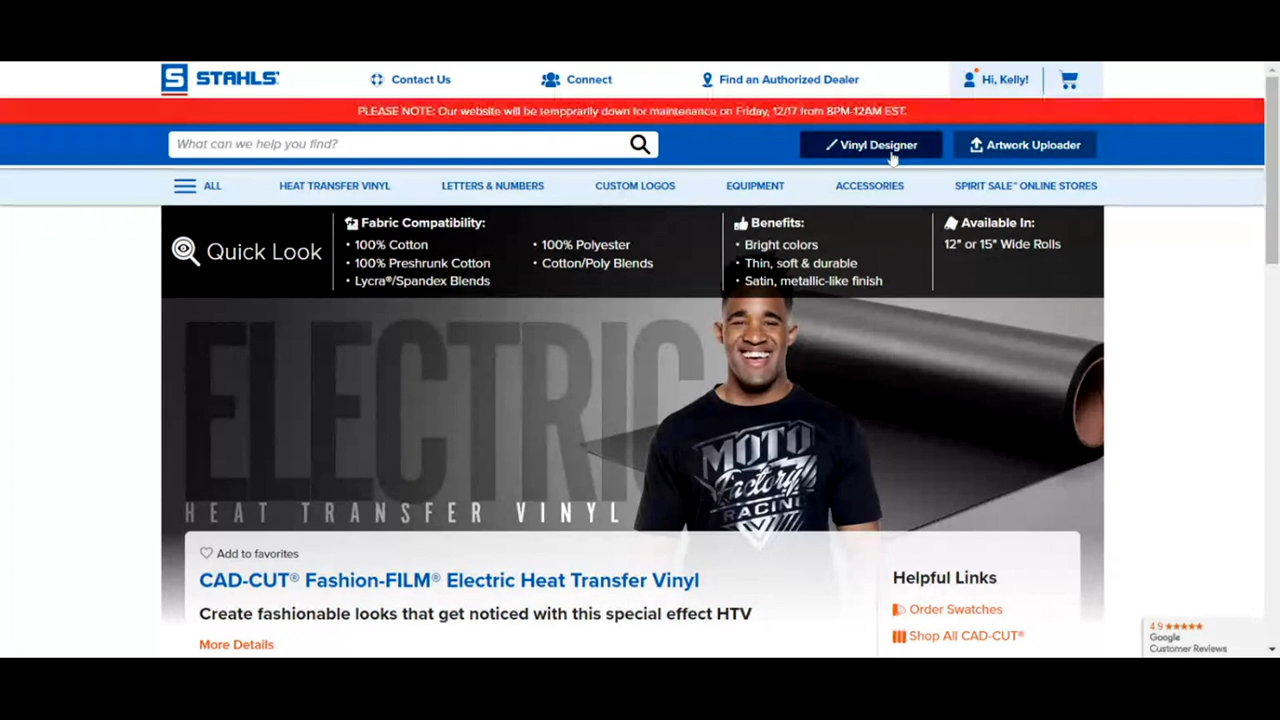 S STAHLS'
Contact Us
Connect
Find an Authorized Dealer
Hi, Kelly!
PLEASE NOTE: Our website will be temporarily down for maintenance on Friday, 12/17 from 8PM-12AM EST.
What can we help you find?
Vinyl Designer
Artwork Uploader
ALL
HEAT TRANSFER VINYL
LETTERS & NUMBERS
CUSTOM LOGOS
EQUIPMENT
ACCESSORIES
SPIRIT SALE™ ONLINE STORES
Quick Look
Fabric Compatibility:
• 100% Cotton
• 100% Preshrunk Cotton
• Lycra®/Spandex Blends
• 100% Polyester
• Cotton/Poly Blends
Benefits:
• Bright colors
• Thin, soft & durable
• Satin, metallic-like finish
Available In:
12" or 15" Wide Rolls
ELECTRIC
HEAT TRANSFER VINYL
MOTO
Factory
RACING
Add to favorites
CAD-CUT® Fashion-FILM® Electric Heat Transfer Vinyl
Create fashionable looks that get noticed with this special effect HTV
More Details
Helpful Links
Order Swatches
Shop All CAD-CUT®
4.9 ★★★★★
Google
Customer Reviews